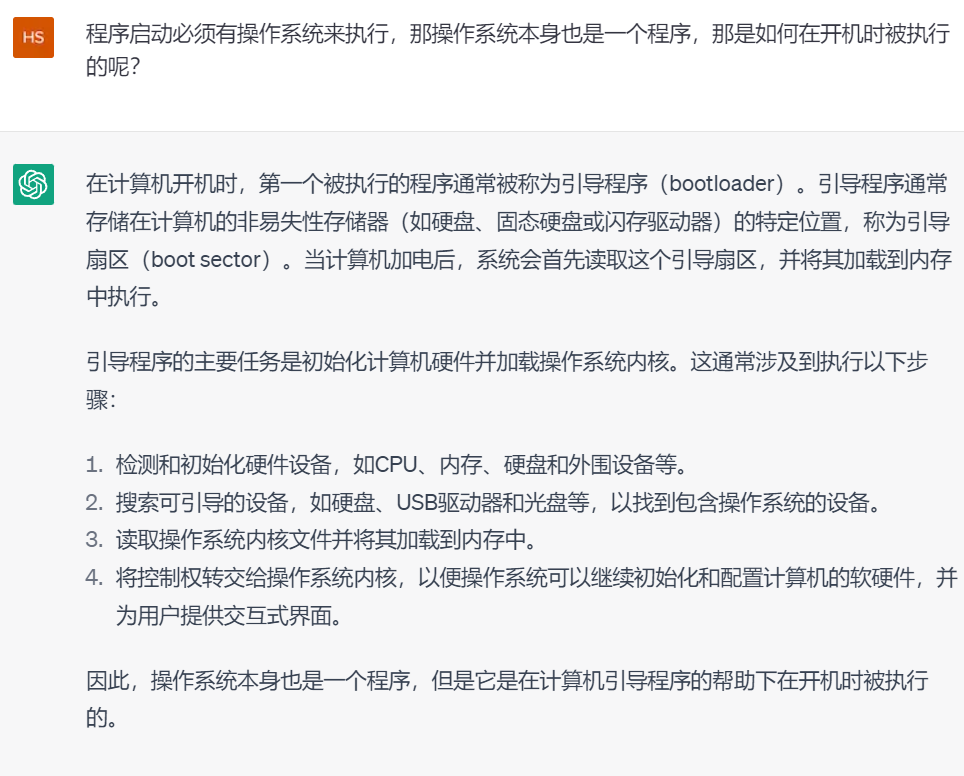 HS
程序启动必须有操作系统来执行，那操作系统本身也是一个程序，那是如何在开机时被执行
的呢？
在计算机开机时，第一个被执行的程序通常被称为引导程序（bootloader）。引导程序通常
存储在计算机的非易失性存储器（如硬盘、固态硬盘或闪存驱动器）的特定位置，称为引导
扇区（boot sector）。当计算机加电后，系统会首先读取这个引导扇区，并将其加载到内存
中执行。
引导程序的主要任务是初始化计算机硬件并加载操作系统内核。这通常涉及到执行以下步
骤：
1. 检测和初始化硬件设备，如CPU、内存、硬盘和外围设备等。
2. 搜索可引导的设备，如硬盘、USB驱动器和光盘等，以找到包含操作系统的设备。
3. 读取操作系统内核文件并将其加载到内存中。
4. 将控制权转交给操作系统内核，以便操作系统可以继续初始化和配置计算机的软硬件，并
为用户提供交互式界面。
因此，操作系统本身也是一个程序，但是它是在计算机引导程序的帮助下在开机时被执行
的。